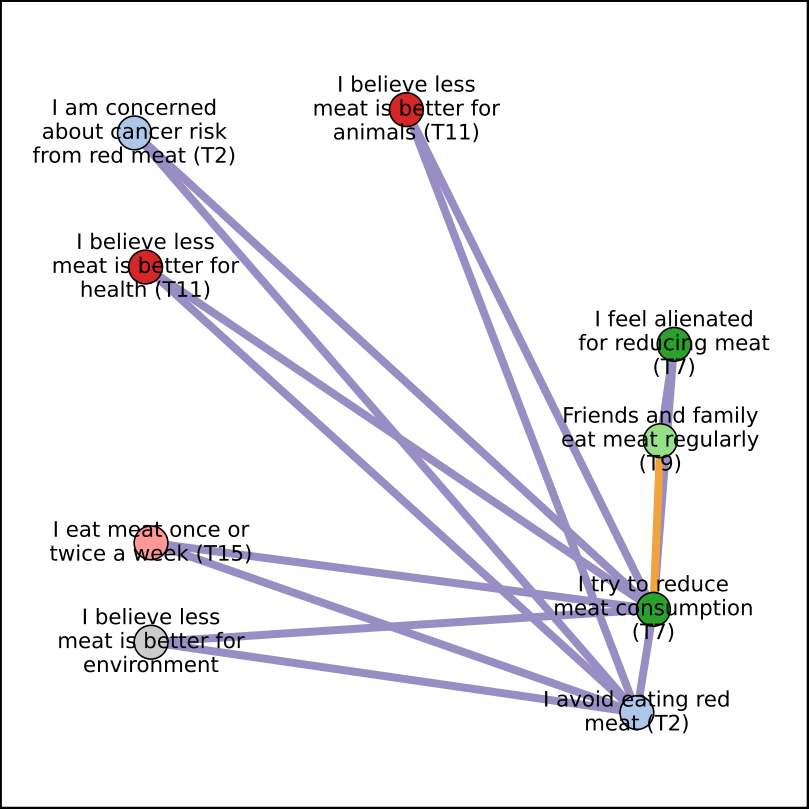 I believe less
meat is better for
animals (T11)
I am concerned
about cancer risk
from red meat (T2)
I believe less
meat is better for
health (T11)
I feel alienated
for reducing meat
(T7)
Friends and family
eat meat regularly
(T9)
I eat meat once or
twice a week (T15)
I try to reduce
meat consumption
(T7)
I believe less
meat is better for
environment
I avoid eating red
meat (T2)